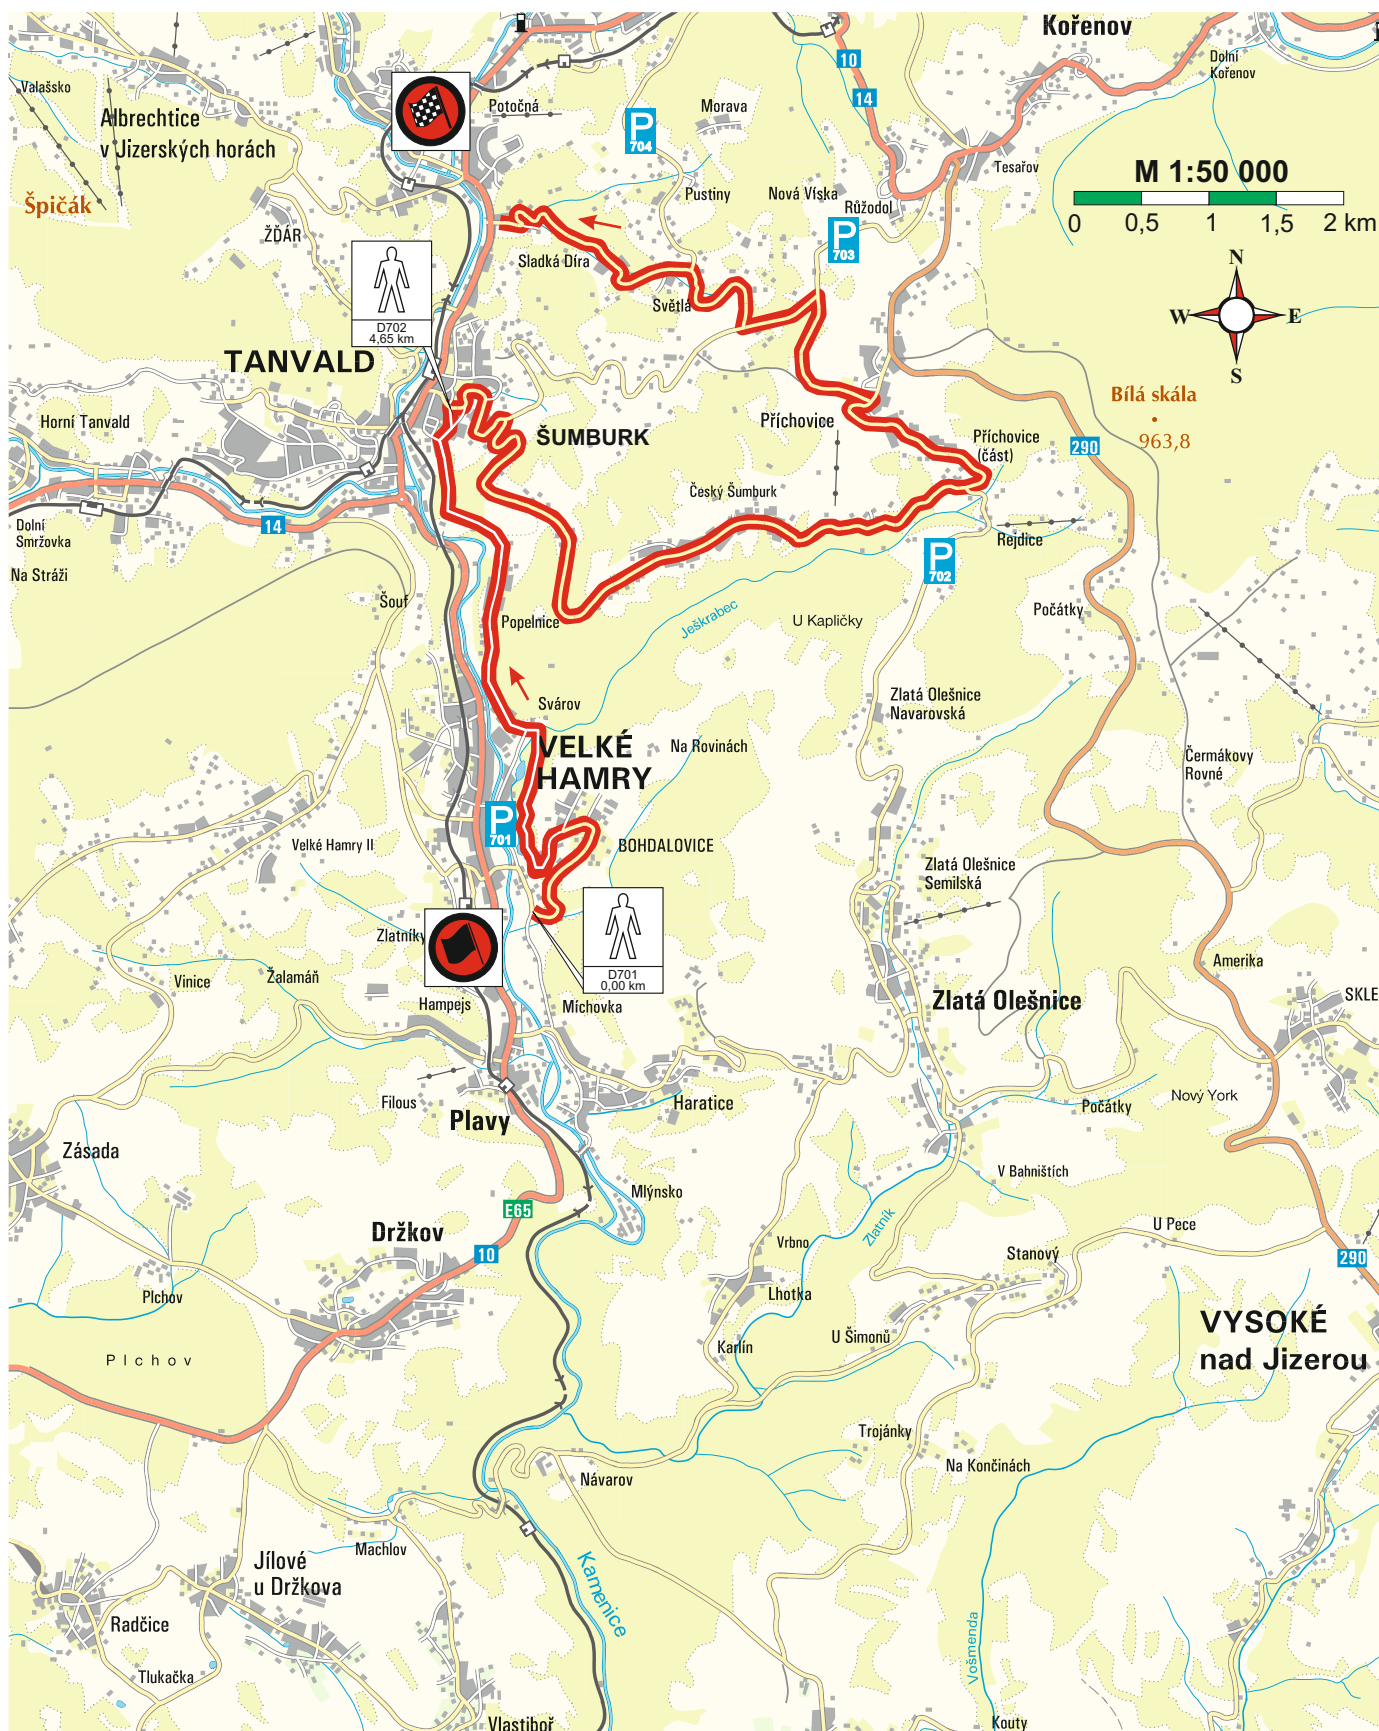 Kořenov
Dolní
Kořenov
Valašsko
Albrechtice
v Jizerských horách
Potočná
P
704
Morava
10
14
Tesařov
M 1:50 000
0 0,5 1 1,5 2 km
Špičák
ŽĎÁR
Pustiny
Nová Víska
Růžodol
P
703
Sladká Díra
Světlá
N
W E
S
D702
4,65 km
TANVALD
Horní Tanvald
ŠUMBURK
Příchovice
Příchovice
(část)
290
Bílá skála
963,8
Český Šumburk
Dolní
Smržovka
14
Na Stráži
Rejdice
P
702
Šouf
Popelnice
Ješkrabec
U Kapličky
Počátky
Svárov
Zlatá Olešnice
Navarovská
VELKÉ
HAMRY
Na Rovinách
Čermákovy
Rovné
P
701
Velké Hamry II
BOHDALOVICE
Zlatá Olešnice
Semilská
Zlatníky
D701
0,00 km
Vinice
Žalamáň
Hampejs
Míchovka
Zlatá Olešnice
Amerika
SKLE
Filous
Plavy
Haratice
Počátky
Nový York
Zásada
V Bahništích
Mlýnsko
E65
Držkov
10
Zlatník
Vrbno
U Pece
Stanový
290
Plchov
Lhotka
U Šimonů
Karlín
VYSOKÉ
nad Jizerou
Plchov
Trojánky
Na Končinách
Návarov
Machlov
Jílové
u Držkova
Kamenice
Radčice
Tlukačka
Vošmenda
Vlastiboř
Kouty